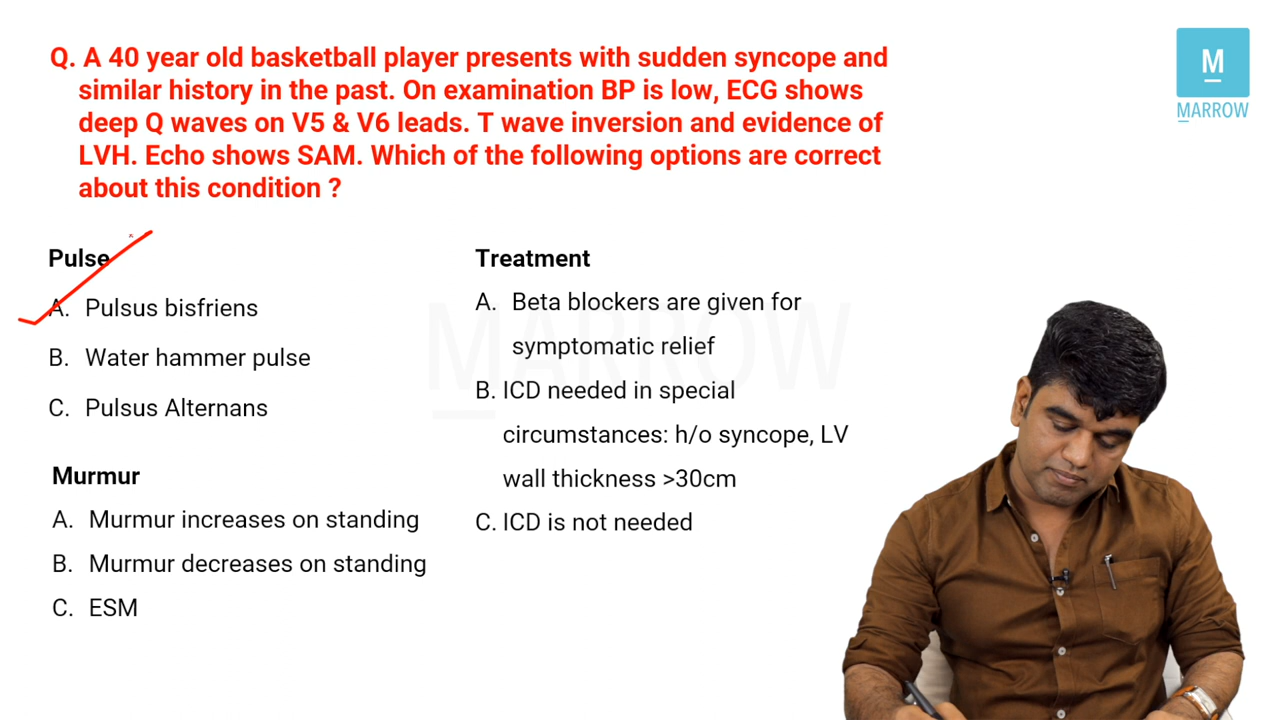 Q. A 40 year old basketball player presents with sudden syncope and
similar history in the past. On examination BP is low, ECG shows
deep Q waves on V5 & V6 leads. T wave inversion and evidence of
LVH. Echo shows SAM. Which of the following options are correct
about this condition ?
M
MARROW
Pulse
A. Pulsus bisfriens
B. Water hammer pulse
C. Pulsus Alternans
Murmur
A. Murmur increases on standing
B. Murmur decreases on standing
C. ESM
Treatment
A. Beta blockers are given for
symptomatic relief
B. ICD needed in special
circumstances: h/o syncope, LV
wall thickness >30cm
C. ICD is not needed
MARROW